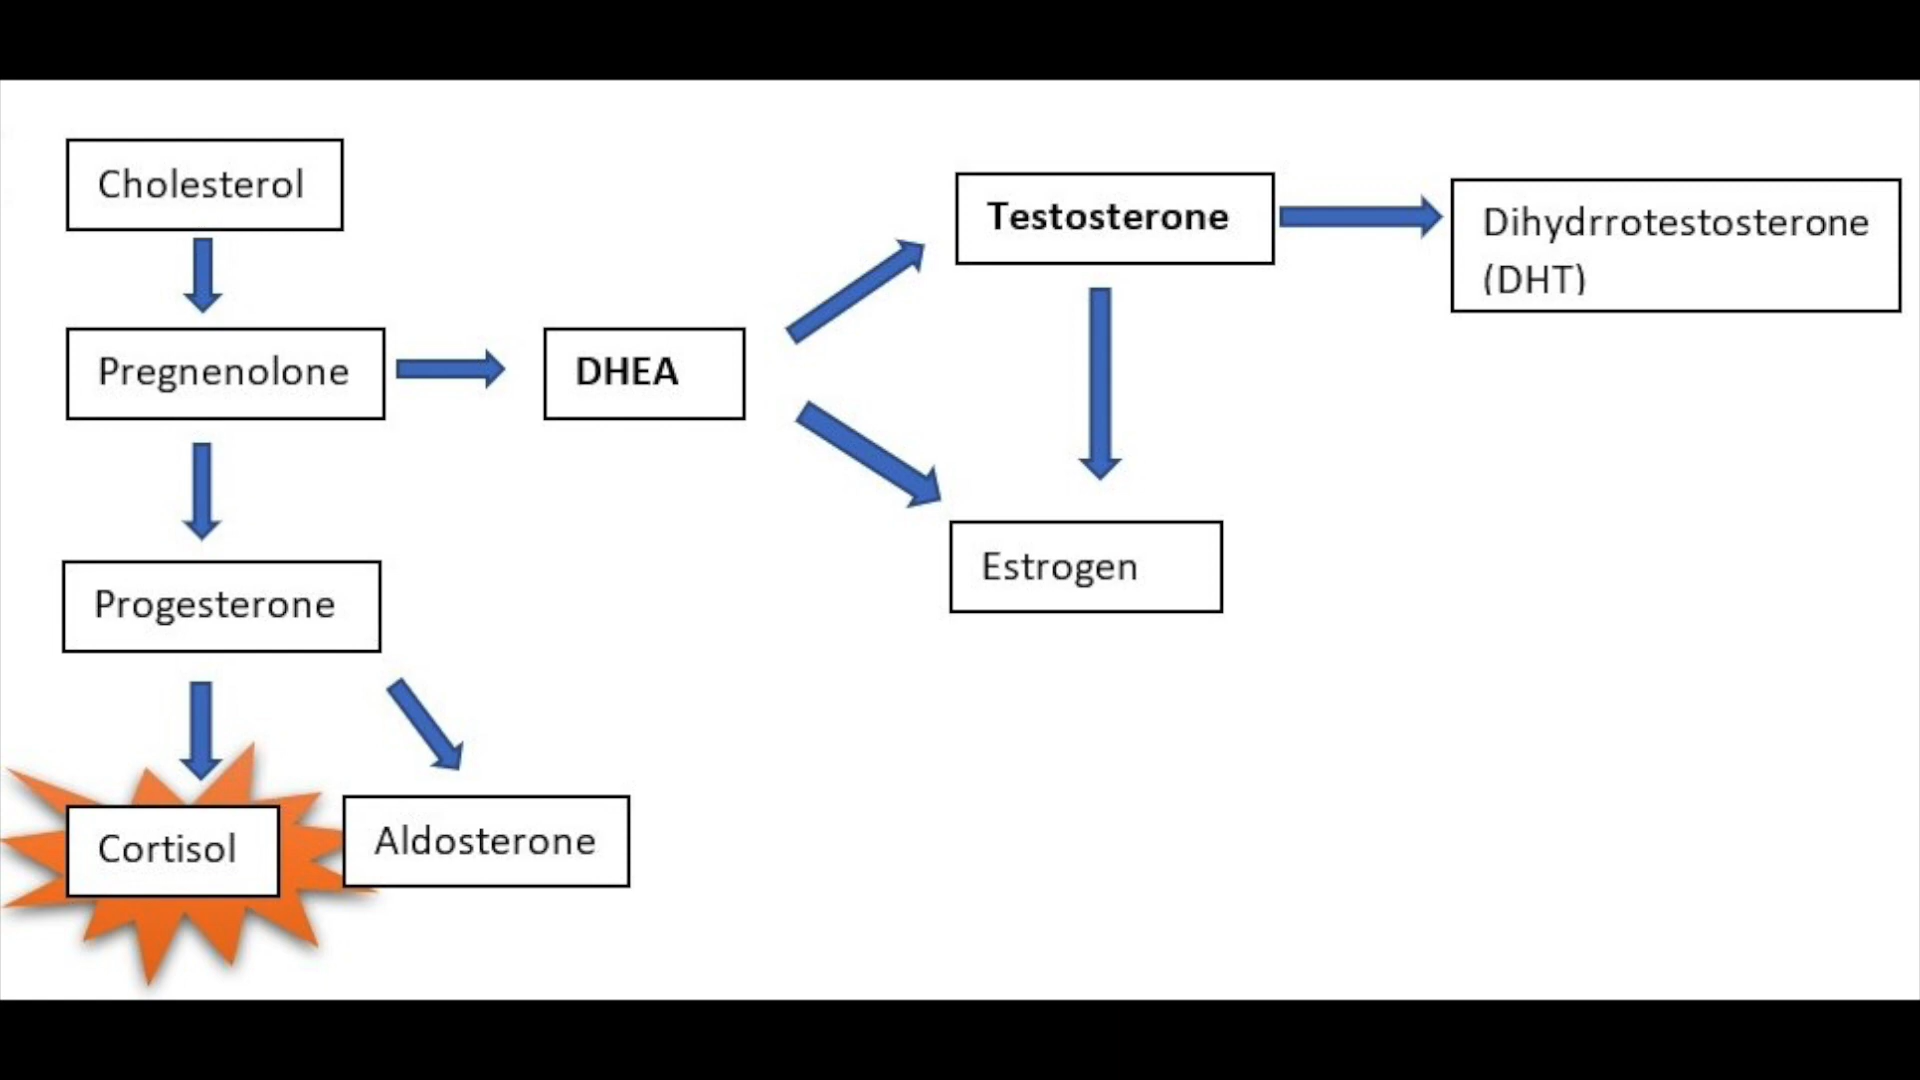 Cholesterol
Pregnenolone
DHEA
Testosterone
Dihydrrotestosterone
(DHT)
Estrogen
Progesterone
Cortisol
Aldosterone